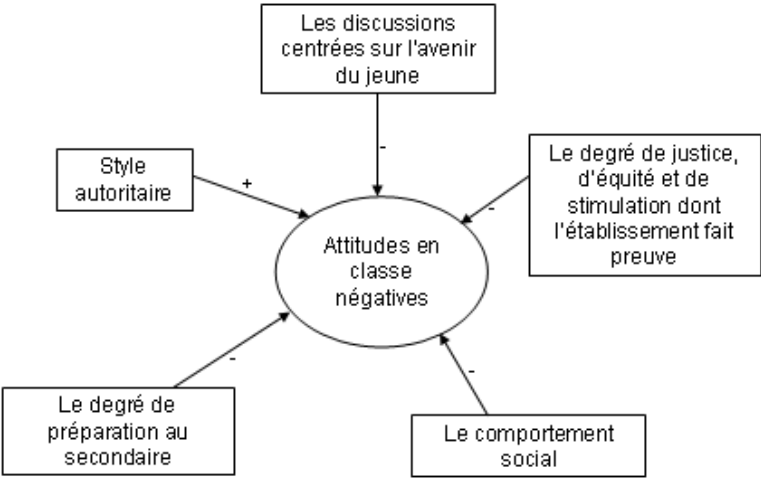 Les discussions
centrées sur l'avenir
du jeune
-
Style
autoritaire
+
Le degré de justice,
d'équité et de
stimulation dont
l'établissement fait
preuve
-
Attitudes en
classe
négatives
-
Le degré de
préparation au
secondaire
-
Le comportement
social